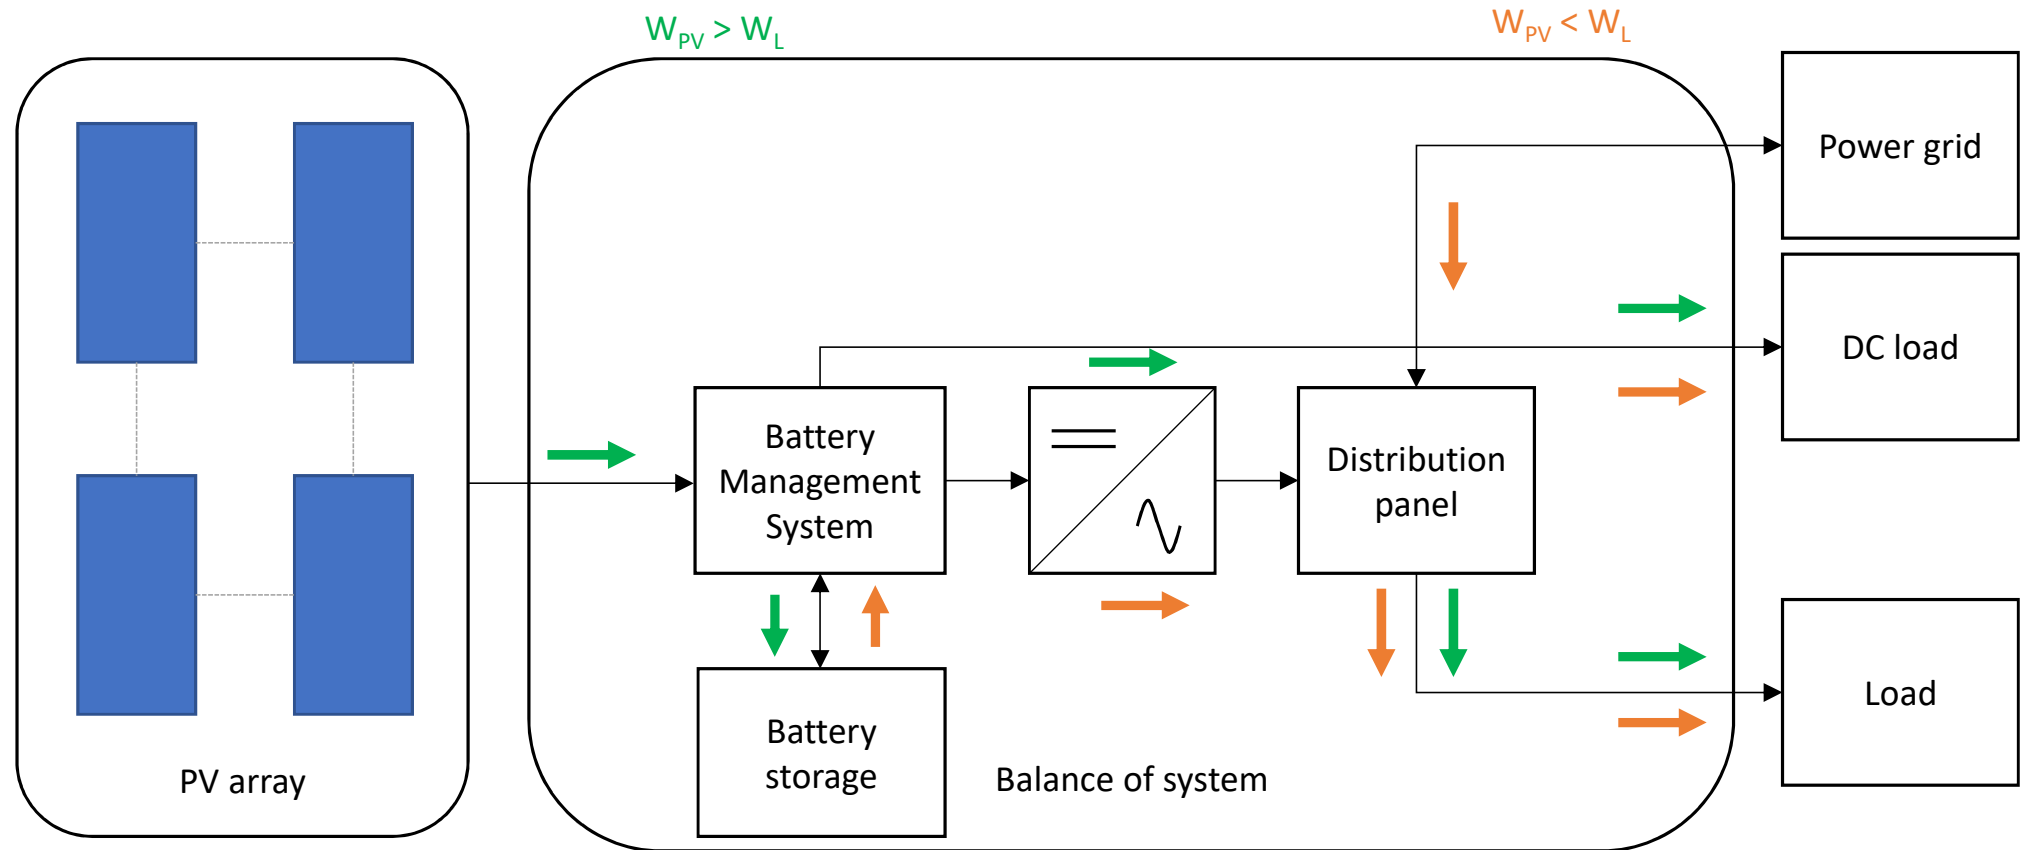 W_PV > W_L
W_PV < W_L
Power grid
DC load
Battery
Management
System
Distribution
panel
Load
Battery
storage
PV array
Balance of system